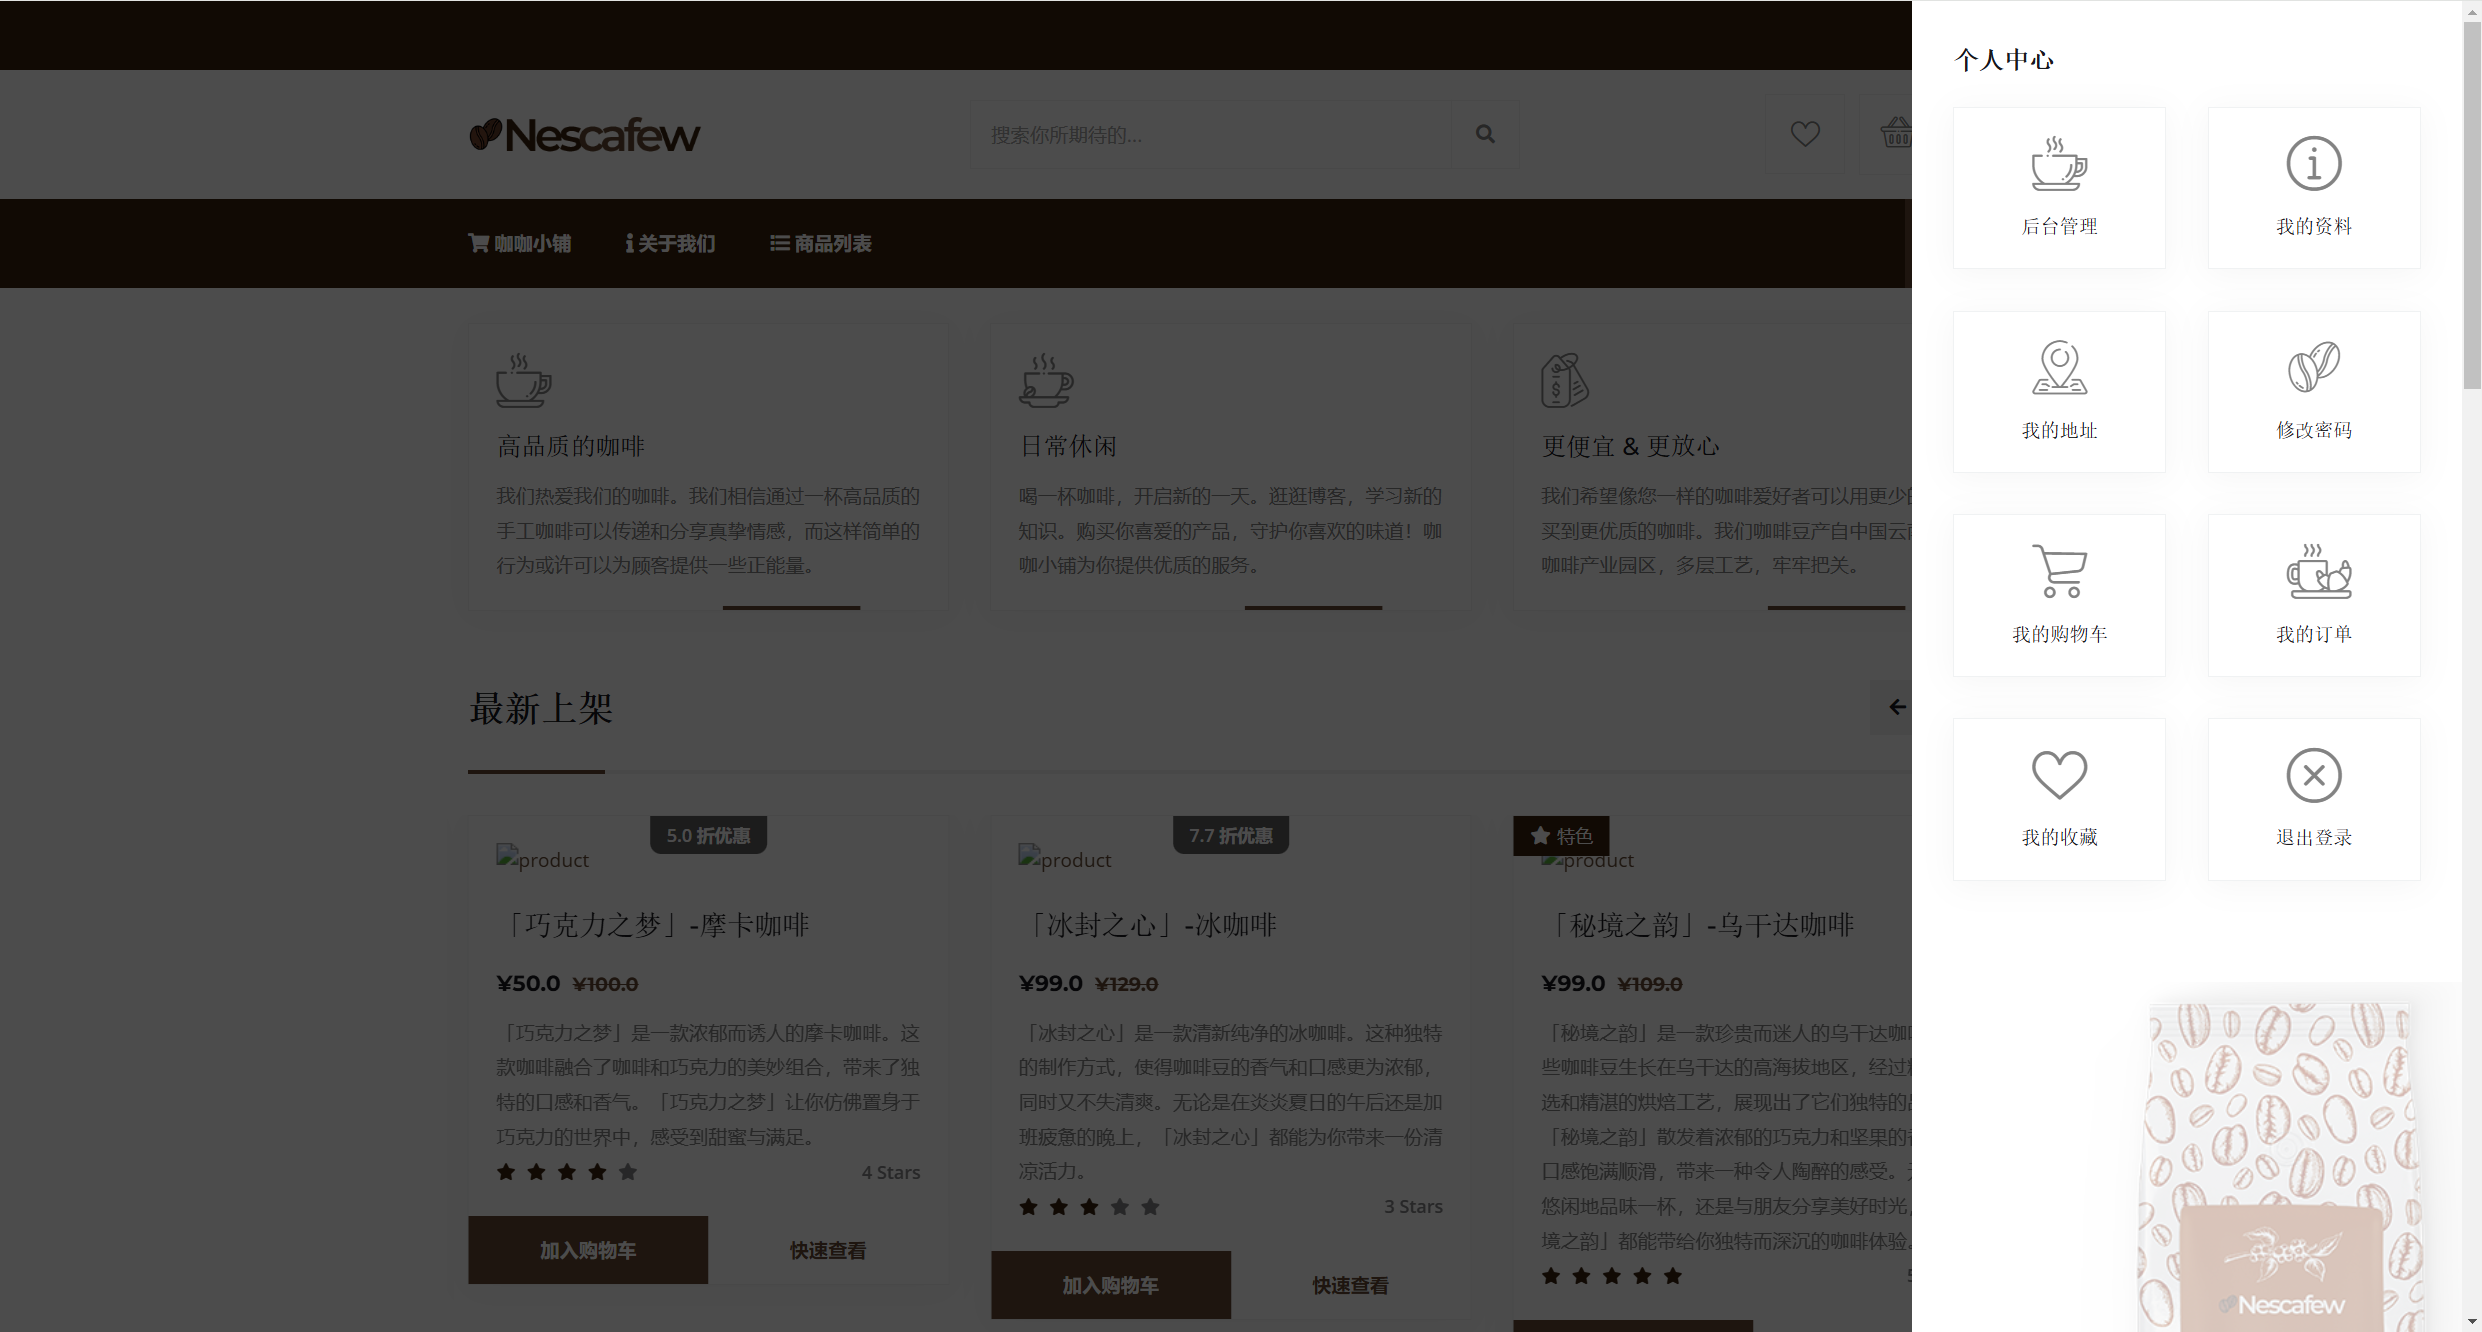 个人中心
Nescafew
搜索你所期待的...
后台管理
我的资料
咖咖小铺
关于我们
商品列表
我的地址
修改密码
高品质的咖啡
我们热爱我们的咖啡。我们相信通过一杯高品质的
手工咖啡可以传递和分享真挚情感，而这样简单的
行为或许可以为顾客提供一些正能量。
日常休闲
喝一杯咖啡，开启新的一天。逛逛博客，学习新的
知识。购买你喜爱的产品，守护你喜欢的味道！咖
咖小铺为你提供优质的服务。
更便宜 & 更放心
我们希望像您一样的咖啡爱好者可以用更少
买到更优质的咖啡。我们咖啡豆产自中国云南
咖啡产业园区，多层工艺，牢牢把关。
我的购物车
我的订单
最新上架
我的收藏
退出登录
5.0 折优惠
product
「巧克力之梦」-摩卡咖啡
¥50.0 ¥100.0
「巧克力之梦」是一款浓郁而诱人的摩卡咖啡。这
款咖啡融合了咖啡和巧克力的美妙组合，带来了独
特的口感和香气。「巧克力之梦」让你仿佛置身于
巧克力的世界中，感受到甜蜜与满足。
4 Stars
加入购物车
快速查看
7.7 折优惠
product
「冰封之心」-冰咖啡
¥99.0 ¥129.0
「冰封之心」是一款清新纯净的冰咖啡。这种独特
的制作方式，使得咖啡豆的香气和口感更为浓郁，
同时又不失清爽。无论是在炎炎夏日的午后还是加
班疲惫的晚上，「冰封之心」都能为你带来一份清
凉活力。
3 Stars
加入购物车
快速查看
特色
product
「秘境之韵」-乌干达咖啡
¥99.0 ¥109.0
「秘境之韵」是一款珍贵而迷人的乌干达咖
些咖啡豆生长在乌干达的高海拔地区，经过
选和精湛的烘焙工艺，展现出了它们独特的
「秘境之韵」散发着浓郁的巧克力和坚果的
口感饱满顺滑，带来一种令人陶醉的感受。
悠闲地品味一杯，还是与朋友分享美好时光，
境之韵」都能带给你独特而深沉的咖啡体验。
Nescafew